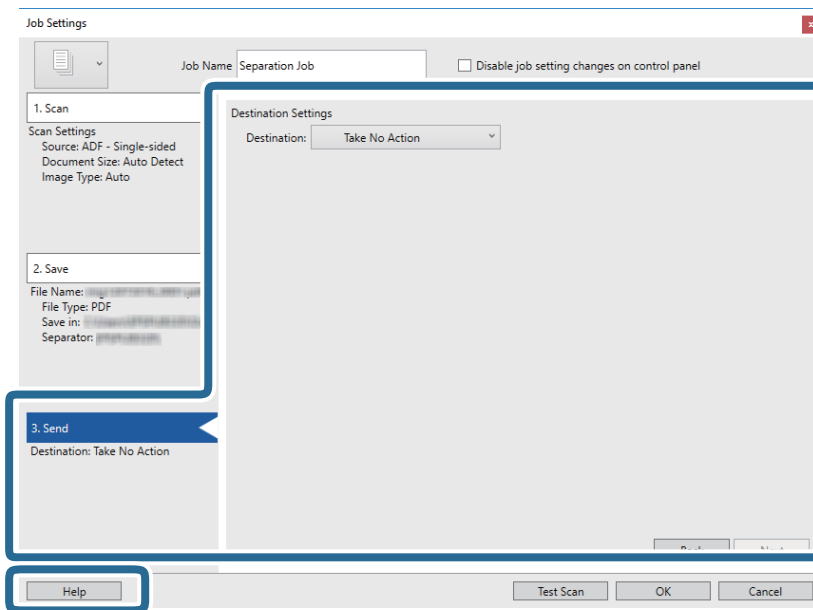 Job Settings
Job Name Separation Job Disable job setting changes on control panel
1. Scan
Scan Settings
Source: ADF - Single-sided
Document Size: Auto Detect
Image Type: Auto
2. Save
File Name:
File Type: PDF
Save in:
Separator:
3. Send
Destination: Take No Action
Destination Settings
Destination: Take No Action
Help Test Scan OK Cancel